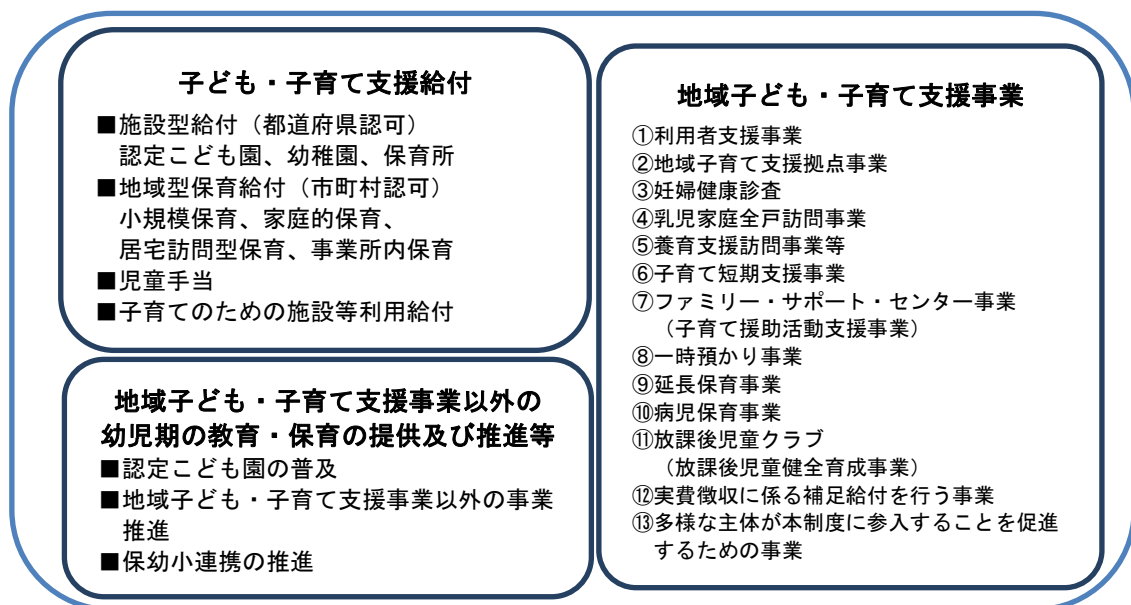 子ども・子育て支援給付
■施設型給付（都道府県認可）
認定こども園、幼稚園、保育所
■地域型保育給付（市町村認可）
小規模保育、家庭的保育、
居宅訪問型保育、事業所内保育
■児童手当
■子育てのための施設等利用給付
地域子ども・子育て支援事業以外の
幼児期の教育・保育の提供及び推進等
■認定こども園の普及
■地域子ども・子育て支援事業以外の事業
推進
■保幼小連携の推進
地域子ども・子育て支援事業
①利用者支援事業
②地域子育て支援拠点事業
③妊婦健康診査
④乳児家庭全戸訪問事業
⑤養育支援訪問事業等
⑥子育て短期支援事業
⑦ファミリー・サポート・センター事業
（子育て援助活動支援事業）
⑧一時預かり事業
⑨延長保育事業
⑩病児保育事業
⑪放課後児童クラブ
（放課後児童健全育成事業）
⑫実費徴収に係る補足給付を行う事業
⑬多様な主体が本制度に参入することを促進
するための事業